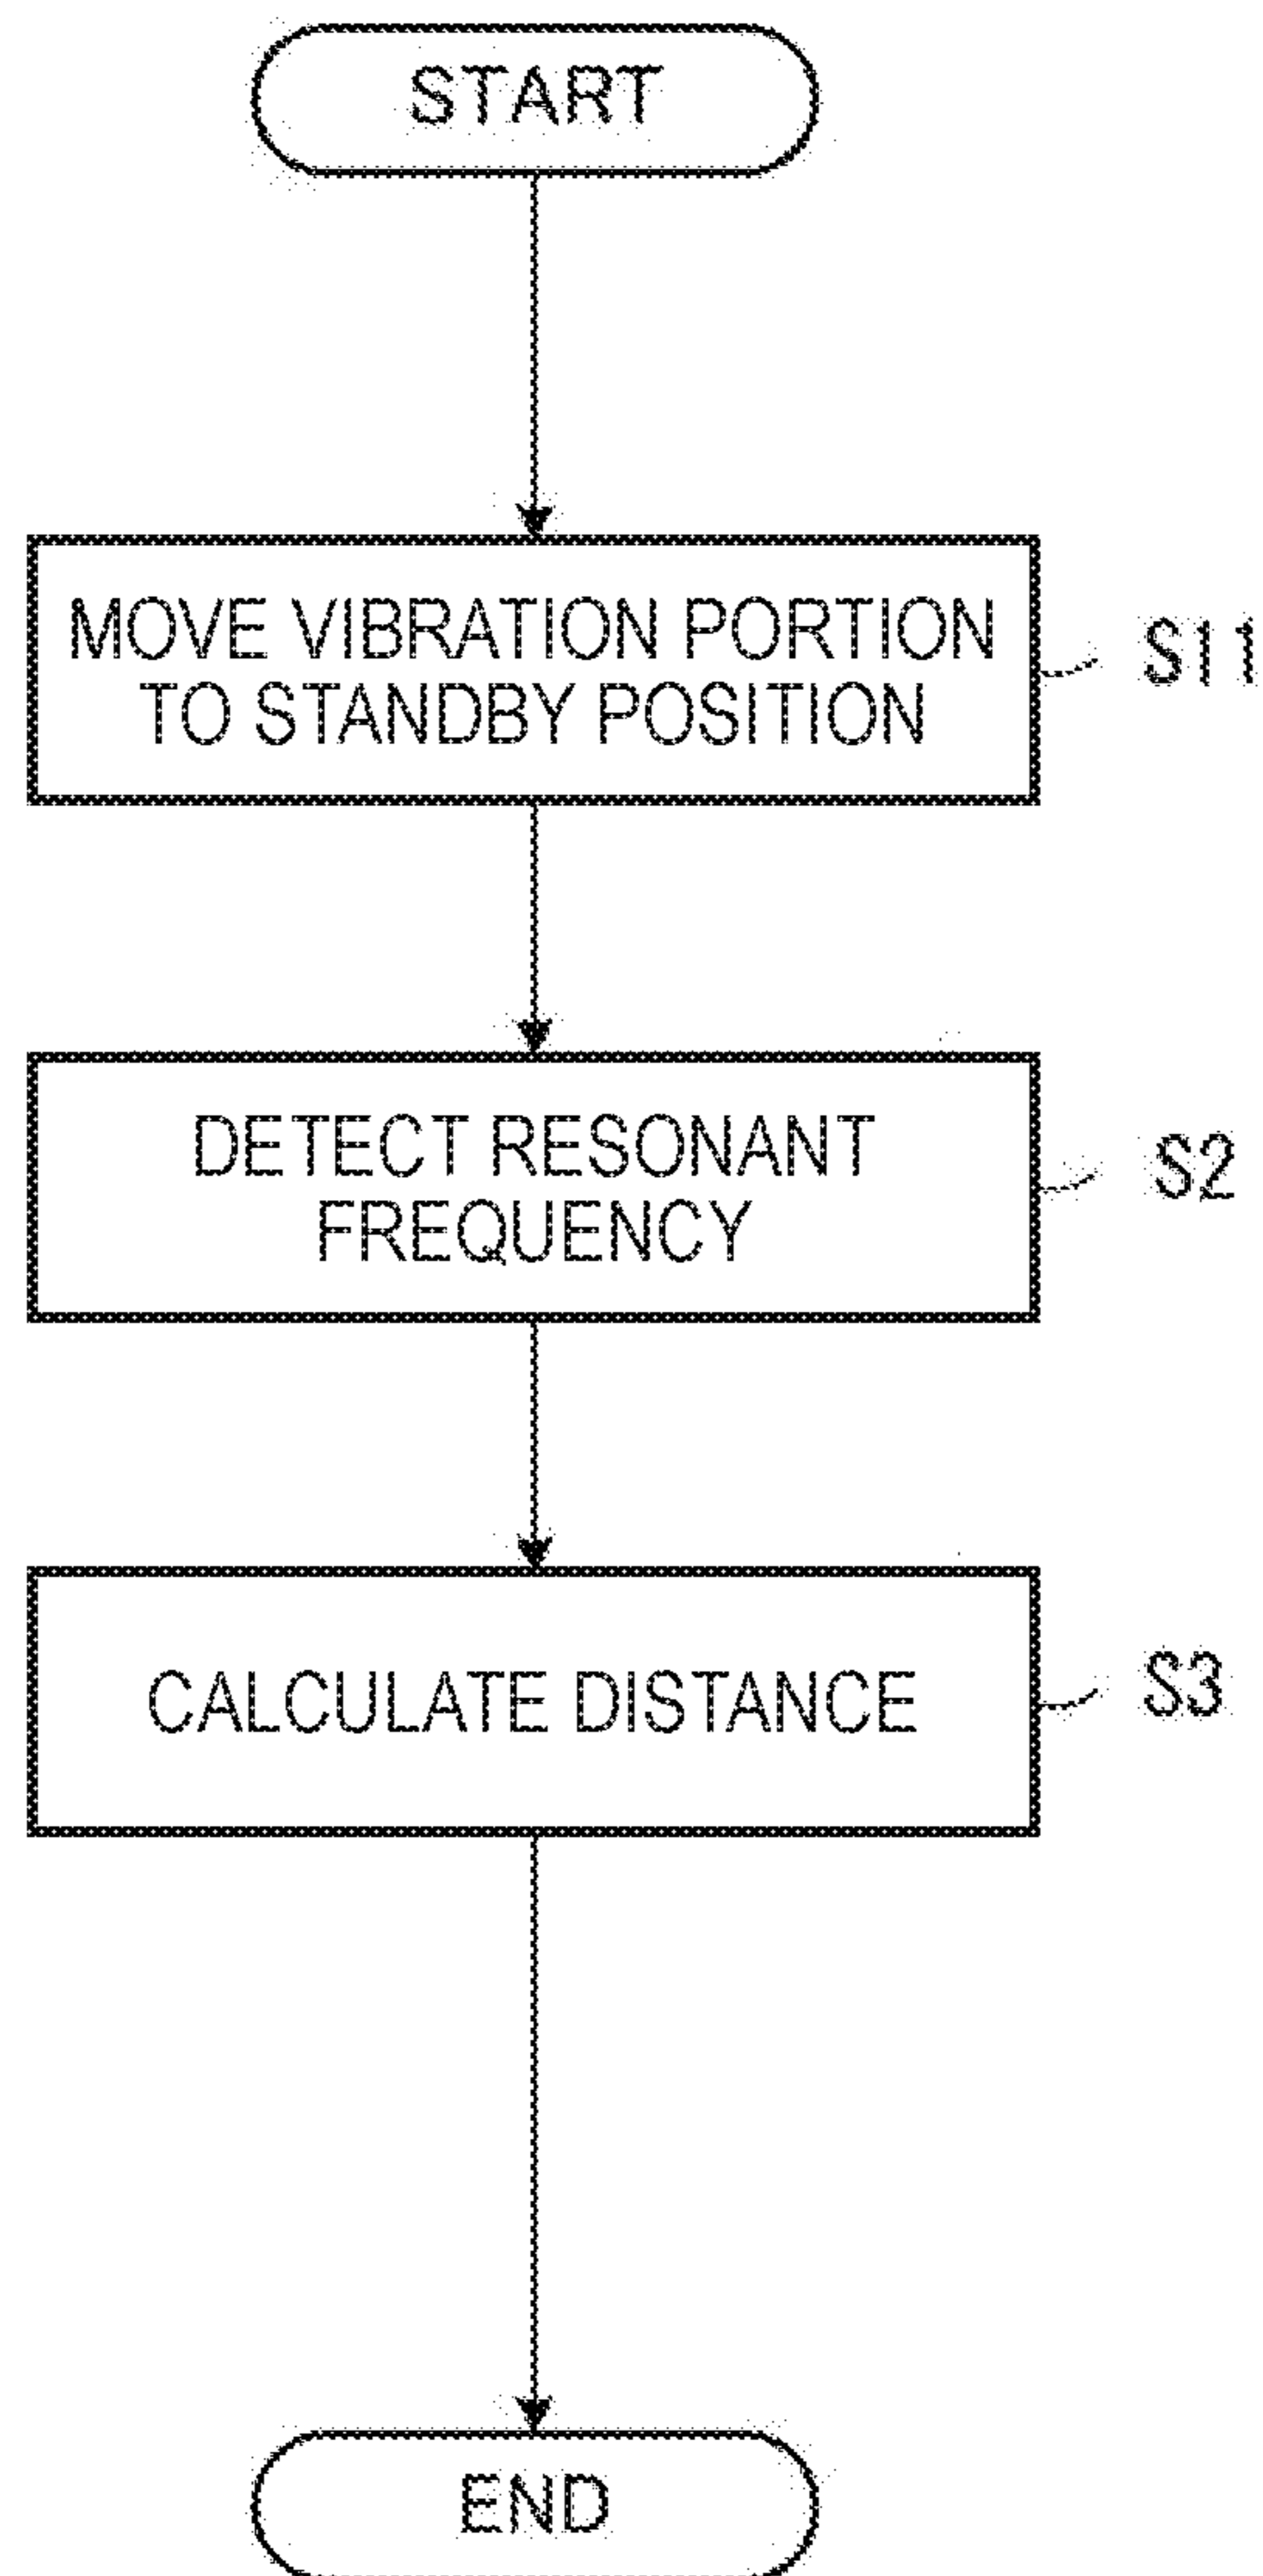 START
MOVE VIBRATION PORTION
TO STANDBY POSITION
S11
DETECT RESONANT
FREQUENCY
S2
CALCULATE DISTANCE
S3
END